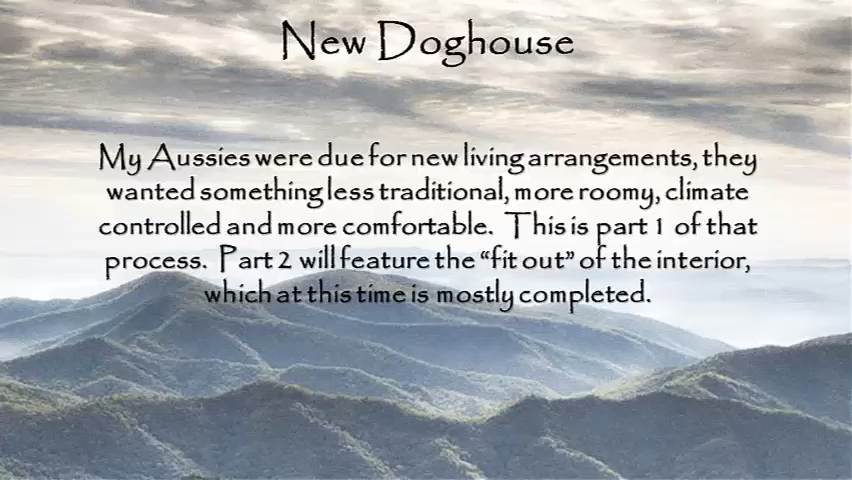 New Doghouse
My Aussies were due for new living arrangements, they
wanted something less traditional, more roomy, climate
controlled and more comfortable. This is part 1 of that
process. Part 2 will feature the “fit out” of the interior,
which at this time is mostly completed.